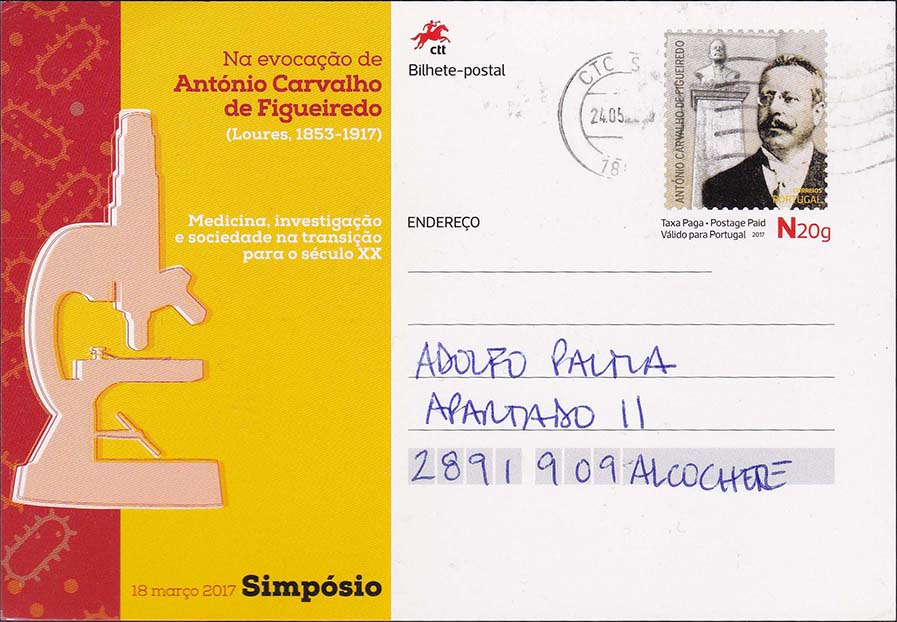 Na evocação de
António Carvalho
de Figueiredo
(Loures, 1853-1917)
Medicina, investigação
e sociedade na transição
para o século XX
18 março 2017 Simpósio
ctt
Bilhete-postal
CTC S
24.05
78
ANTÓNIO CARVALHO DE FIGUEIREDO
CORREIOS
PORTUGAL
Taxa Paga • Postage Paid
Válido para Portugal 2017
N20g
ENDEREÇO
ADOLFO
APARTADO 11
2891 909 ALCOCHETE